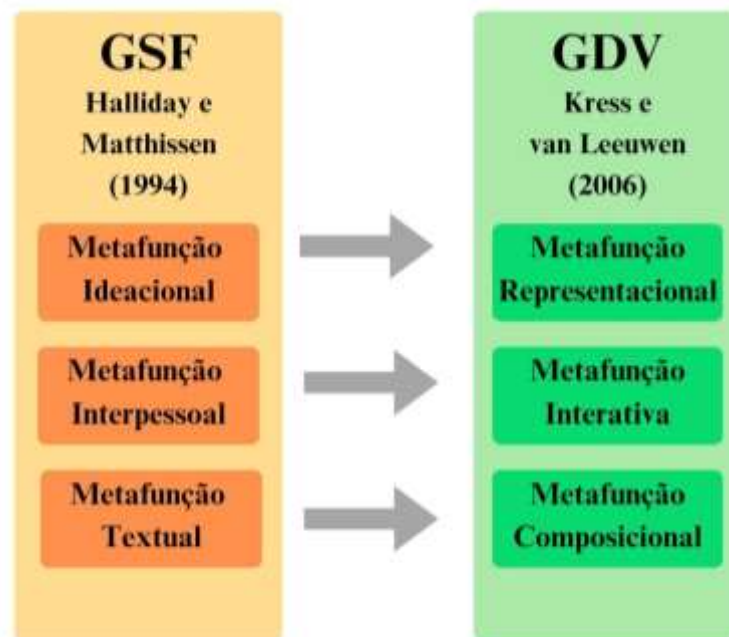 GSF
Halliday e
Matthissen
(1994)
Metafunção
Ideacional
Metafunção
Interpessoal
Metafunção
Textual
GDV
Kress e
van Leeuwen
(2006)
Metafunção
Representacional
Metafunção
Interativa
Metafunção
Composicional